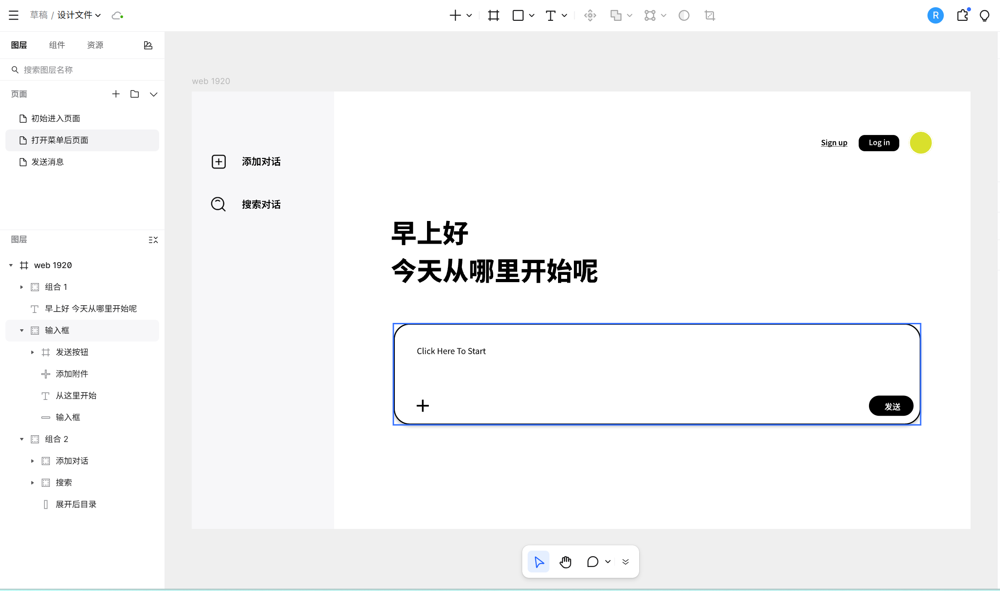 草稿 / 设计文件
R
图层 组件 资源
搜索图层名称
页面
初始进入页面
打开菜单后页面
发送消息
图层
web 1920
组合 1
早上好 今天从哪里开始呢
输入框
发送按钮
添加附件
从这里开始
输入框
组合 2
添加对话
搜索
展开后目录
web 1920
添加对话
搜索对话
Sign up
Log in
早上好
今天从哪里开始呢
Click Here To Start
发送